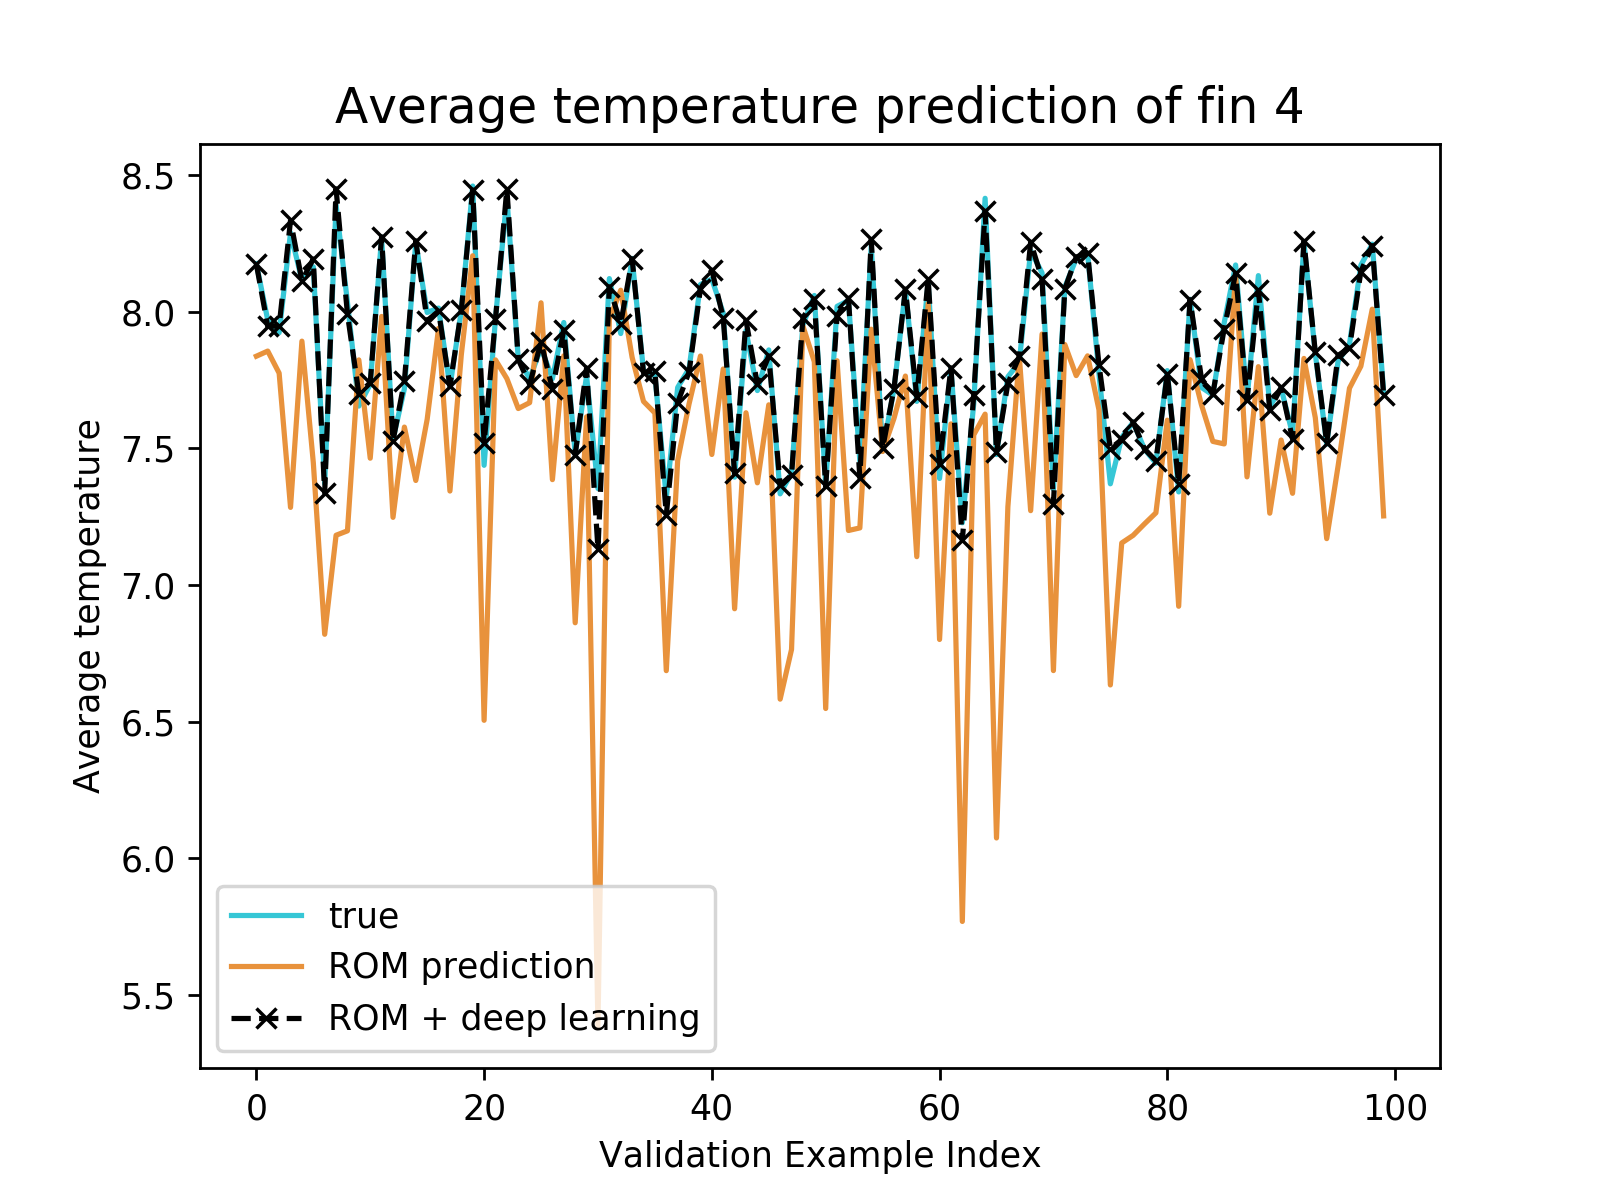 Average temperature prediction of fin 4
8.5
8.0
7.5
7.0
6.5
6.0
5.5
Average temperature
true
ROM prediction
ROM + deep learning
0 20 40 60 80 100
Validation Example Index